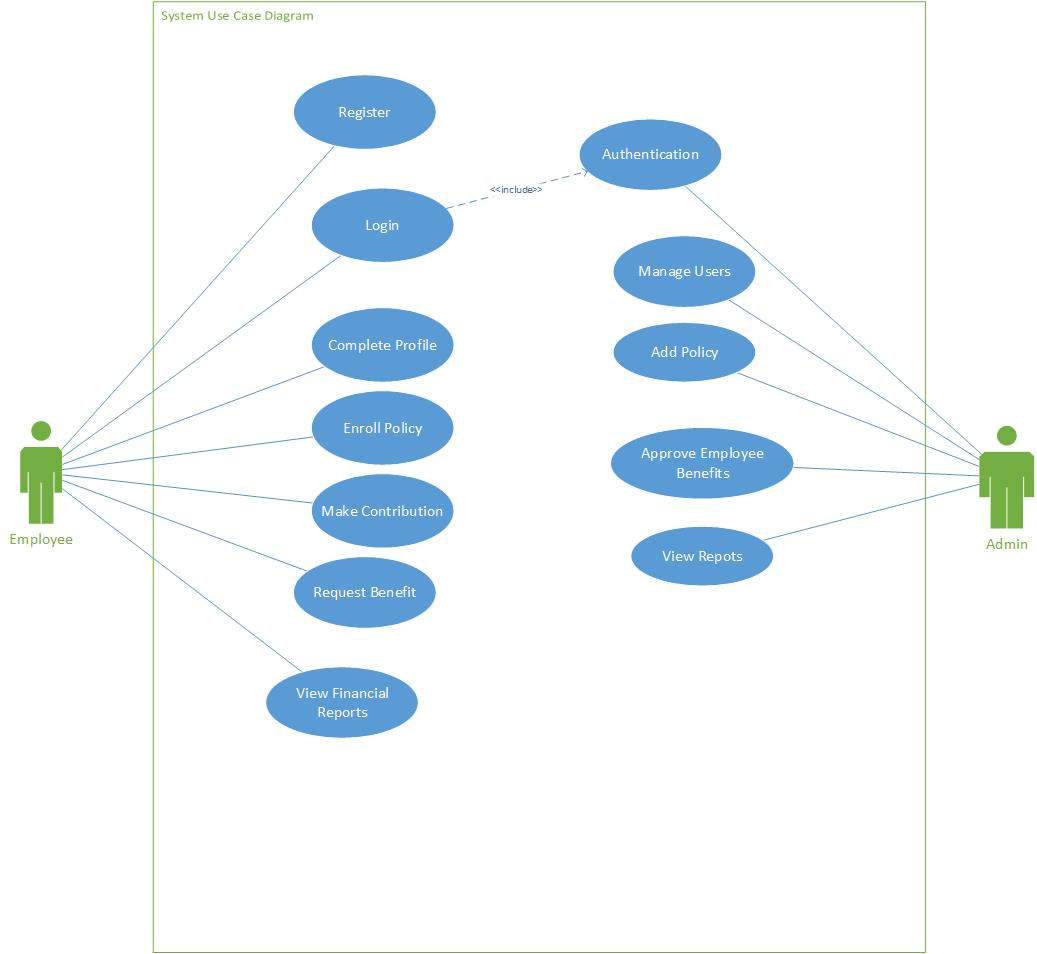 System Use Case Diagram
Register
Authentication
<<include>>
Login
Manage Users
Complete Profile
Add Policy
Enroll Policy
Approve Employee
Benefits
Make Contribution
Employee
Admin
View Repots
Request Benefit
View Financial
Reports